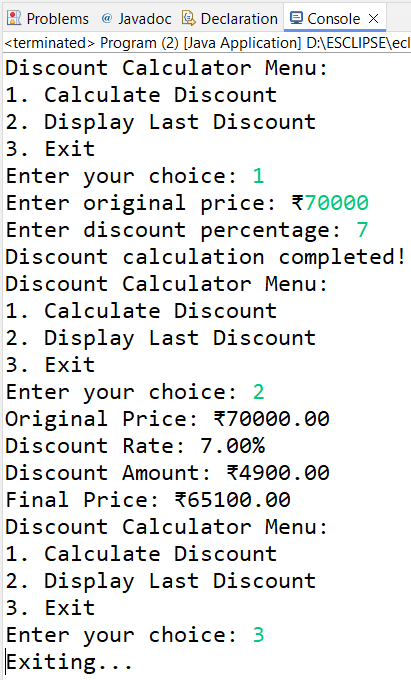 Problems @ Javadoc Declaration Console
<terminated> Program (2) [Java Application] D:\ESCLIPSE\ecl
Discount Calculator Menu:
1. Calculate Discount
2. Display Last Discount
3. Exit
Enter your choice: 1
Enter original price: ₹70000
Enter discount percentage: 7
Discount calculation completed!
Discount Calculator Menu:
1. Calculate Discount
2. Display Last Discount
3. Exit
Enter your choice: 2
Original Price: ₹70000.00
Discount Rate: 7.00%
Discount Amount: ₹4900.00
Final Price: ₹65100.00
Discount Calculator Menu:
1. Calculate Discount
2. Display Last Discount
3. Exit
Enter your choice: 3
Exiting...